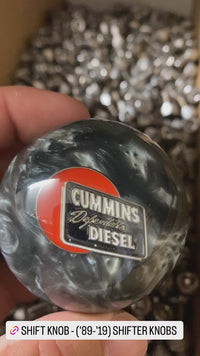 CUMMINS
Dependable
DIESEL
SHIFT KNOB - ('89-'19) SHIFTER KNOBS